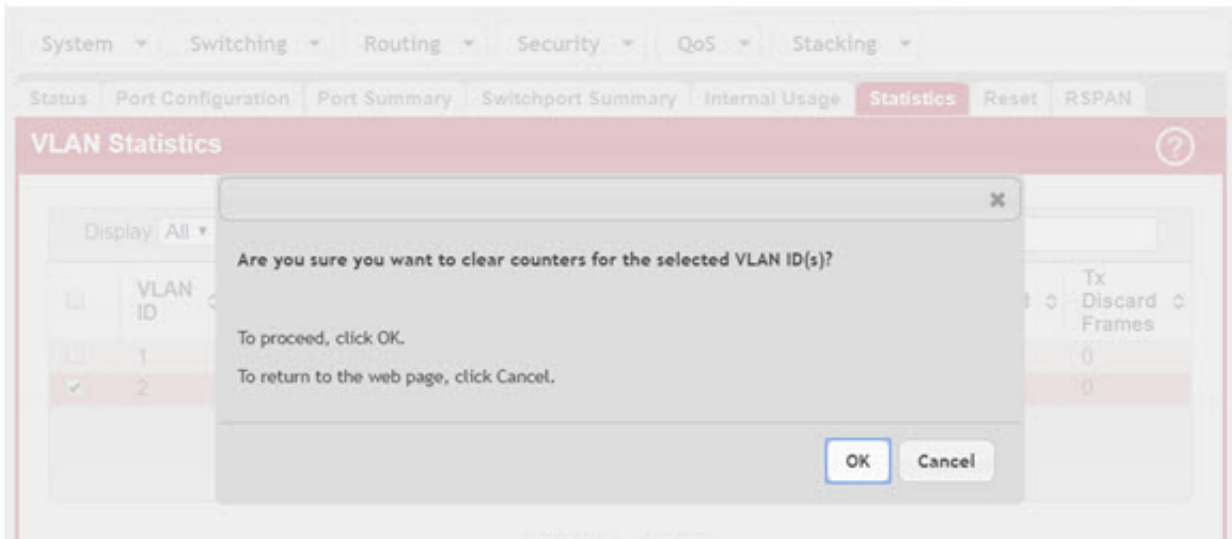 System Switching Routing Security QoS Stacking
Status Port Configuration Port Summary Switchport Summary Internal Usage Statistics Reset RSPAN
VLAN Statistics ?
Display All
Are you sure you want to clear counters for the selected VLAN ID(s)?
VLAN
ID
Tx
Discard
Frames
To proceed, click OK.
1 0
To return to the web page, click Cancel.
2 0
OK Cancel